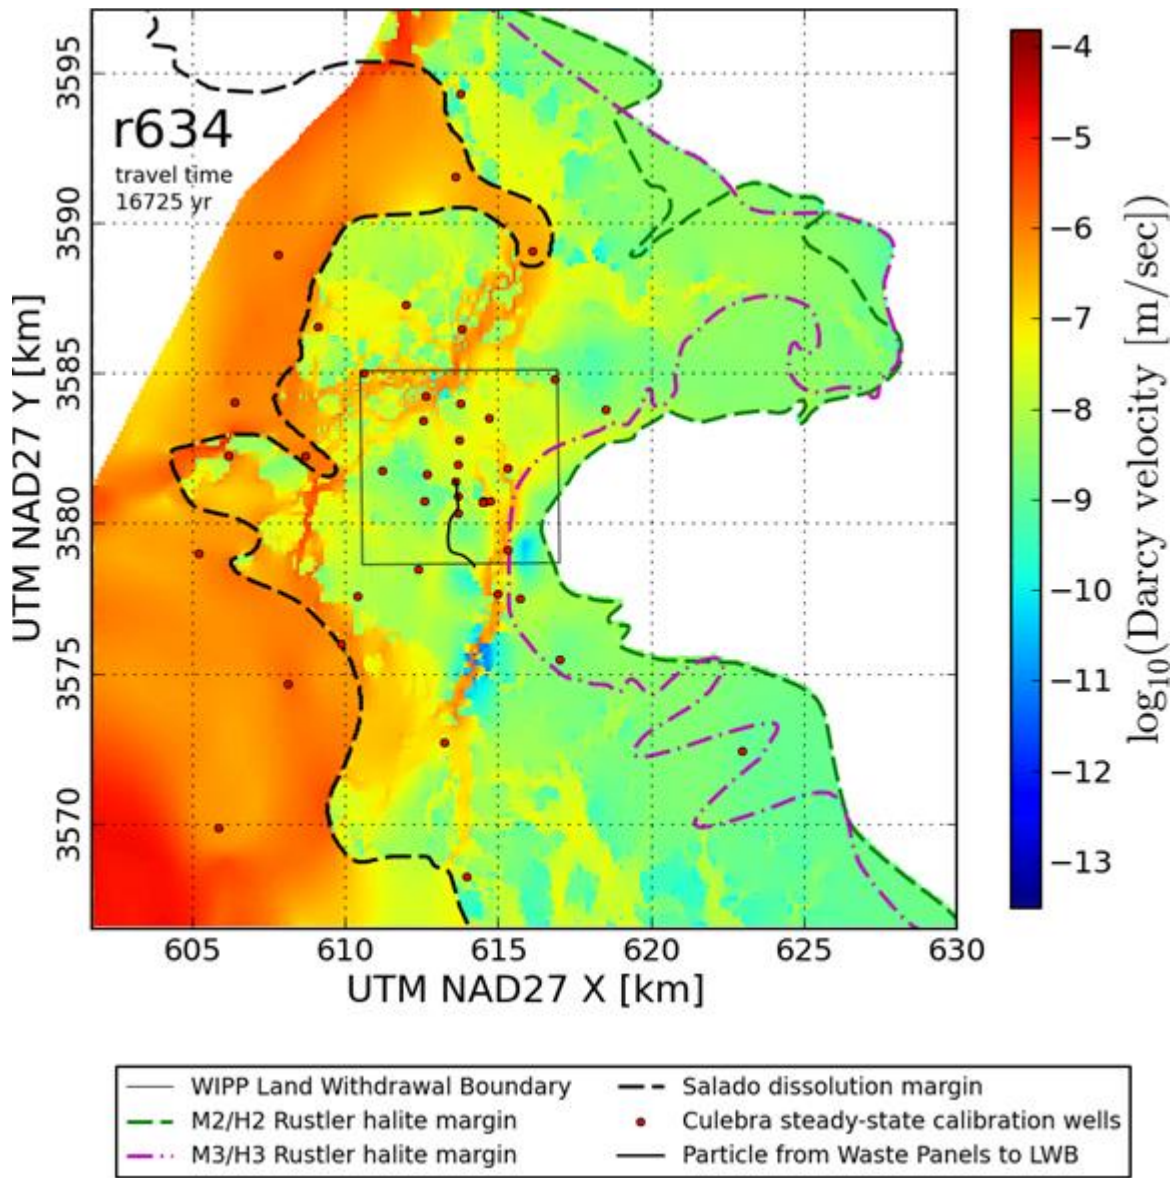 r634
travel time
16725 yr
3595
3590
3585
3580
3575
3570
UTM NAD27 Y [km]
605
610
615
620
625
630
UTM NAD27 X [km]
−4
−5
−6
−7
−8
−9
−10
−11
−12
−13
log10(Darcy velocity [m/sec])
WIPP Land Withdrawal Boundary
M2/H2 Rustler halite margin
M3/H3 Rustler halite margin
Salado dissolution margin
Culebra steady-state calibration wells
Particle from Waste Panels to LWB